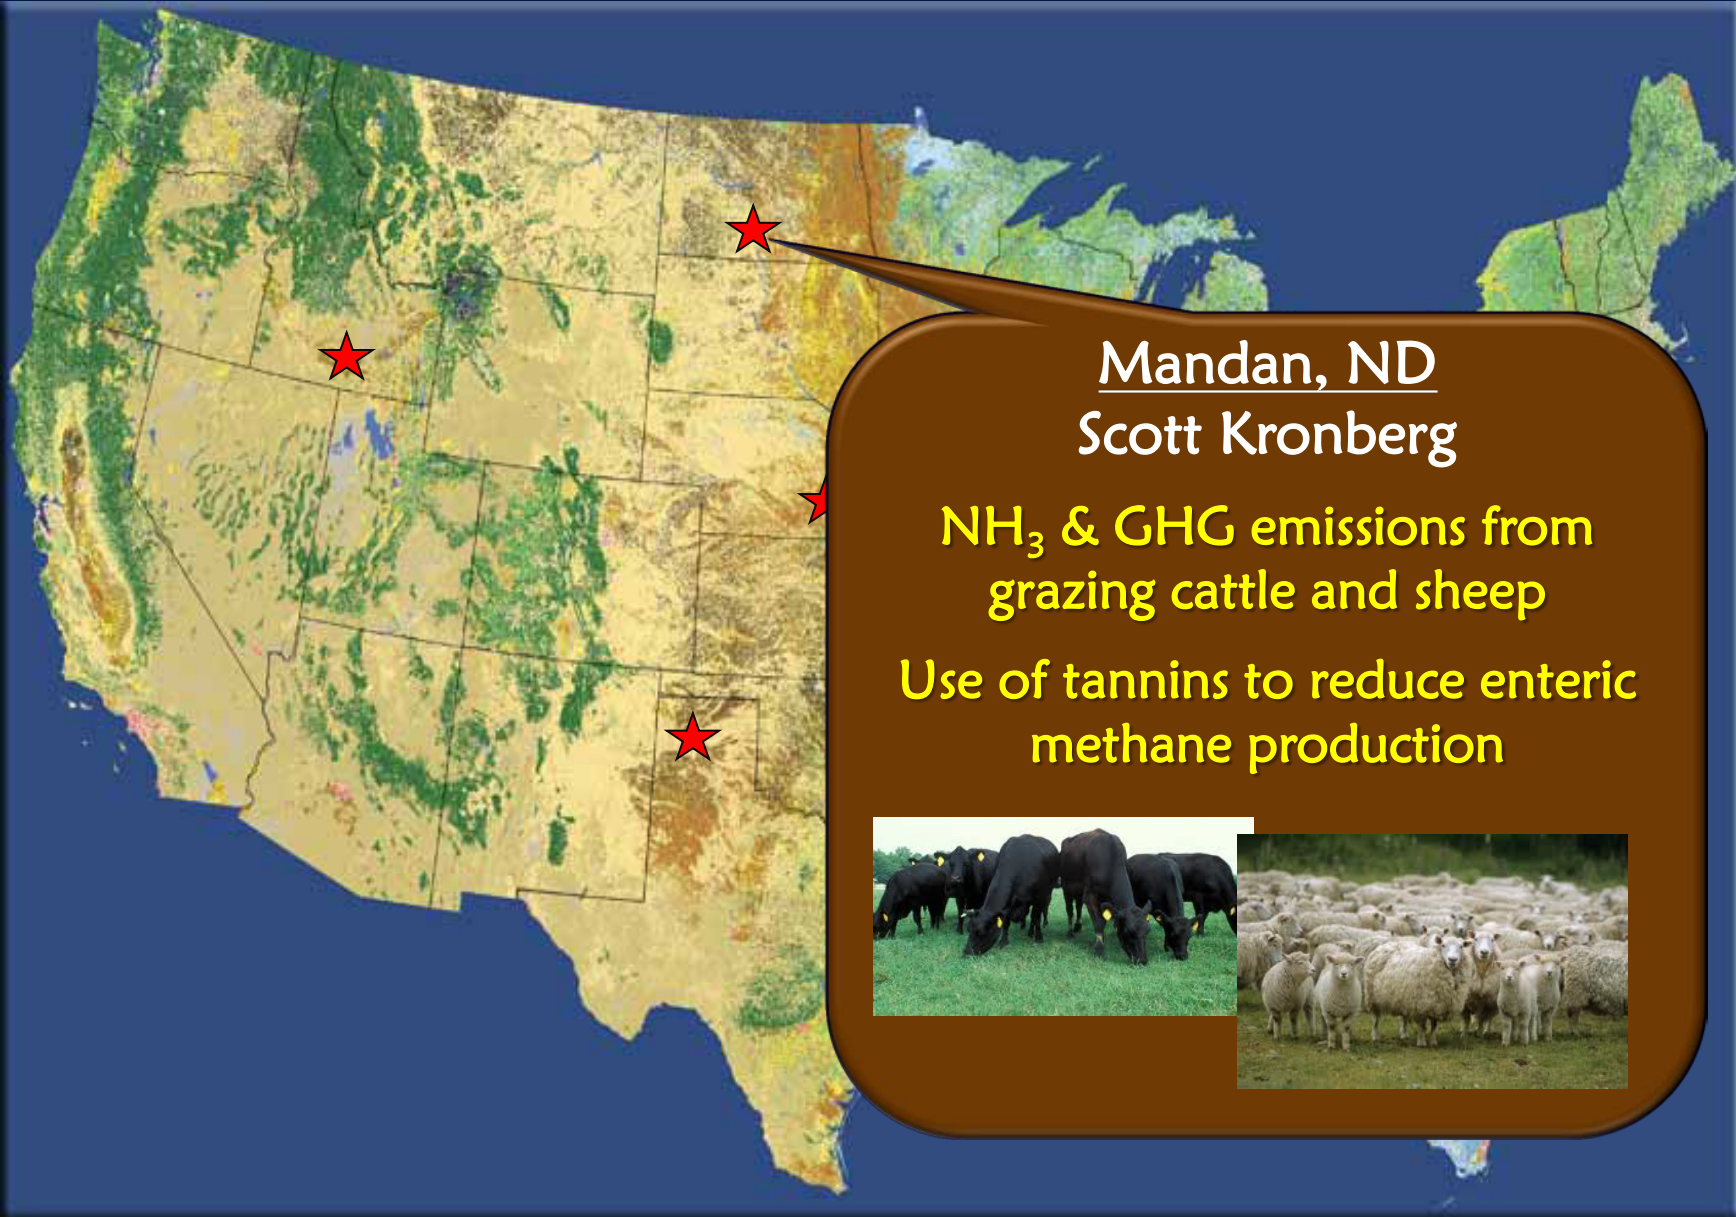 Mandan, ND
Scott Kronberg
NH₃ & GHG emissions from
grazing cattle and sheep
Use of tannins to reduce enteric
methane production